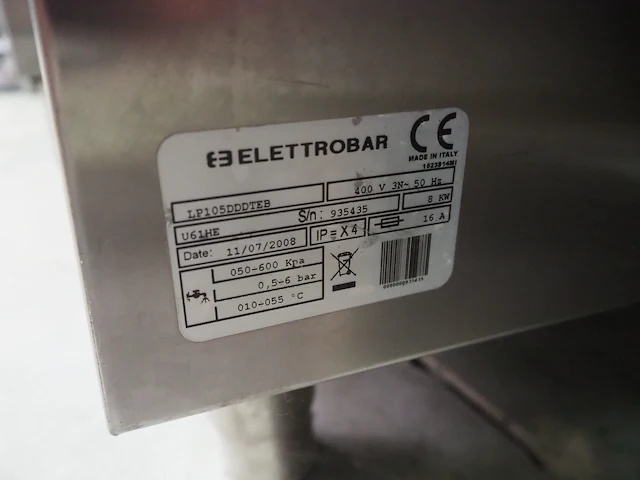 ELETTROBAR
CE
MADE IN ITALY
LP105DDDTEB
400 V 3N~ 50 Hz
U61HE
S/n: 935435
8 KW
Date: 11/07/2008
IP=X4
16 A
050-600 Kpa
0,5-6 bar
010-055 °C